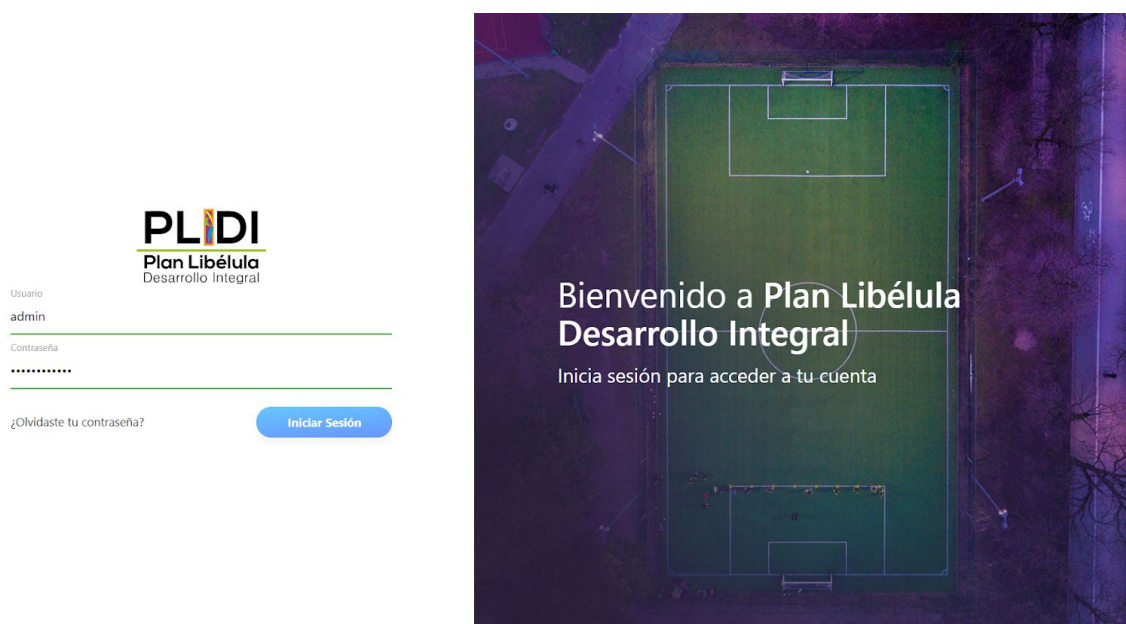 PLIDI
Plan Libélula
Desarrollo Integral
Usuario
admin
Contraseña
••••••••••••
¿Olvidaste tu contraseña?
Iniciar Sesión
Bienvenido a Plan Libélula
Desarrollo Integral
Inicia sesión para acceder a tu cuenta